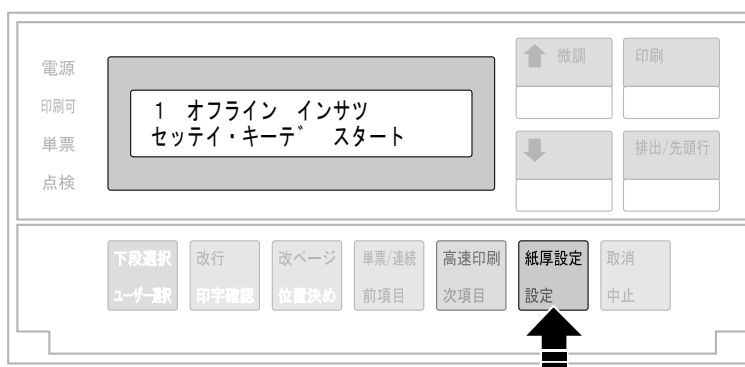 電源
印刷可
単票
点検
1 オフライン インサツ
セッテイ・キーデ゛ スタート
微調
印刷
排出/先頭行
下段選択
改行
改ページ
単票/連続
高速印刷
紙厚設定
取消
ユーザー選択
印字確認
位置決め
前項目
次項目
設定
中止